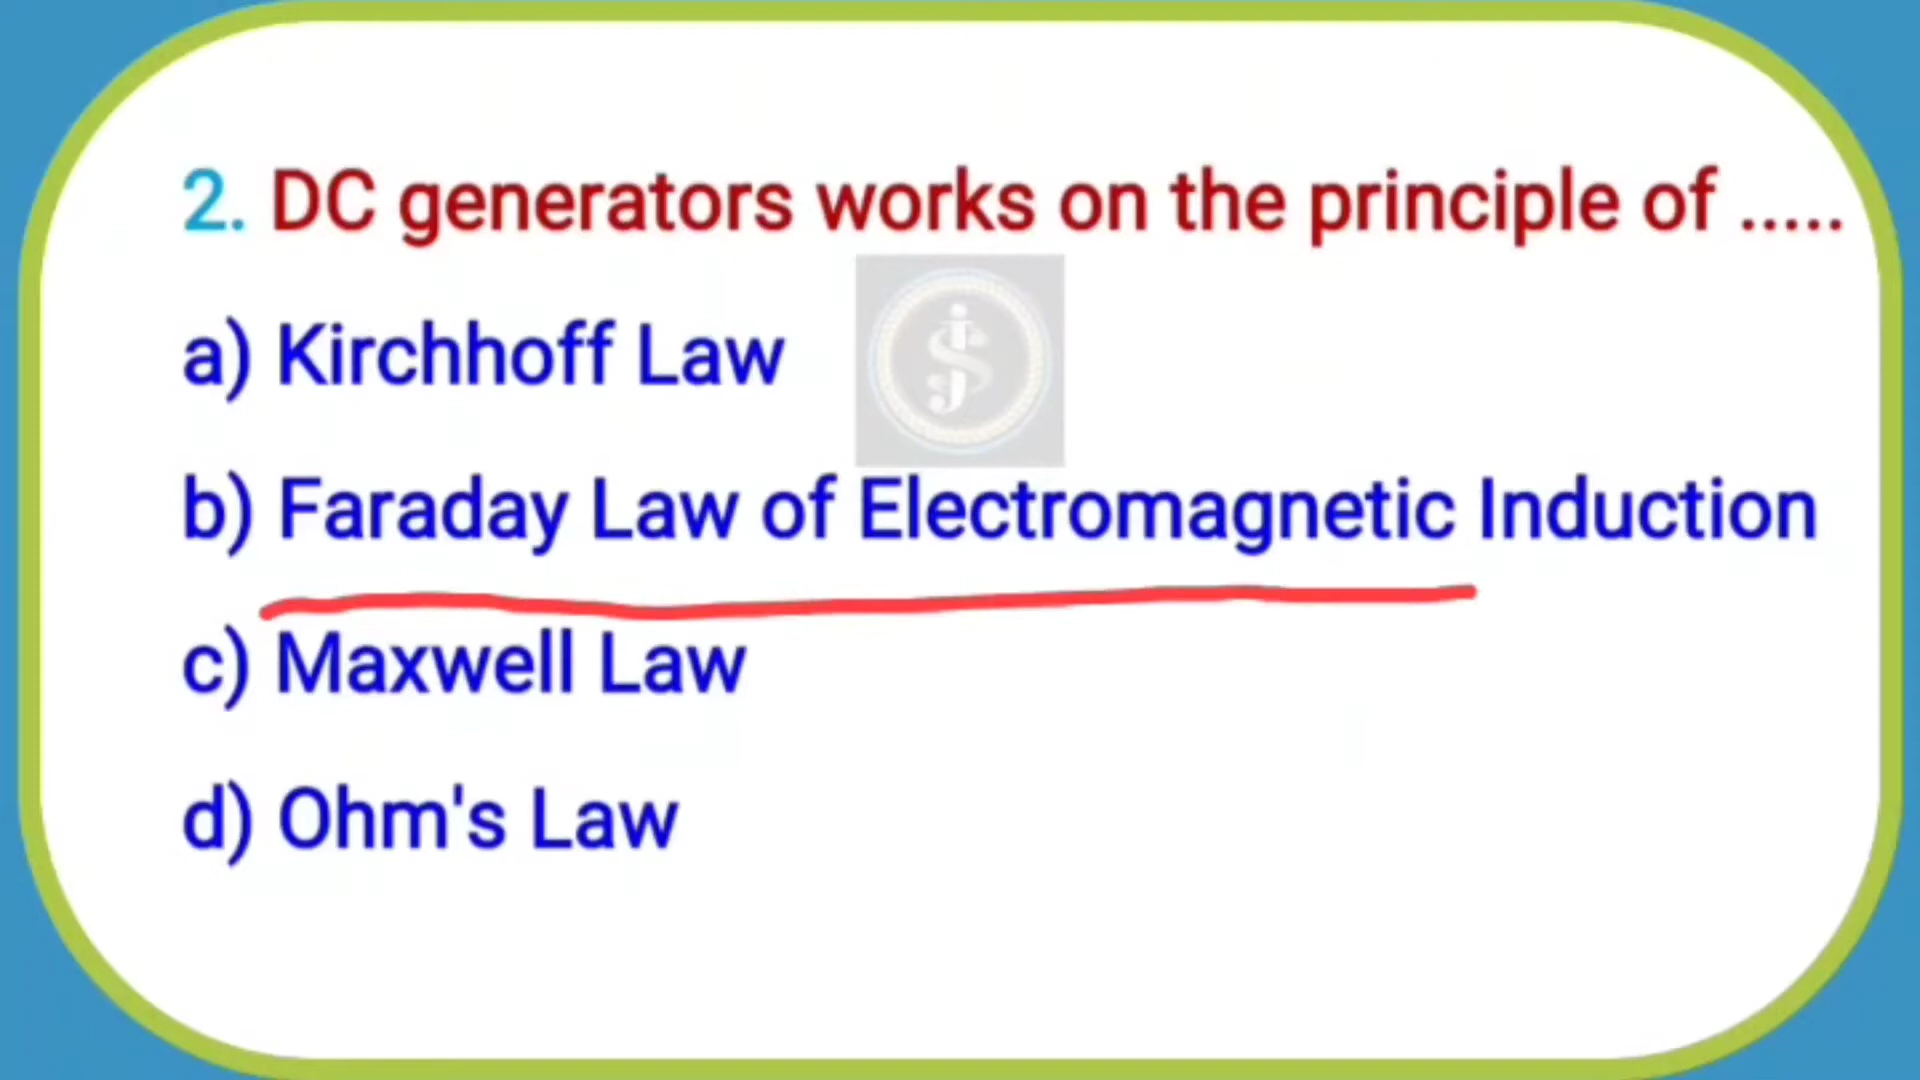 2. DC generators works on the principle of .....
a) Kirchhoff Law
b) Faraday Law of Electromagnetic Induction
c) Maxwell Law
d) Ohm's Law